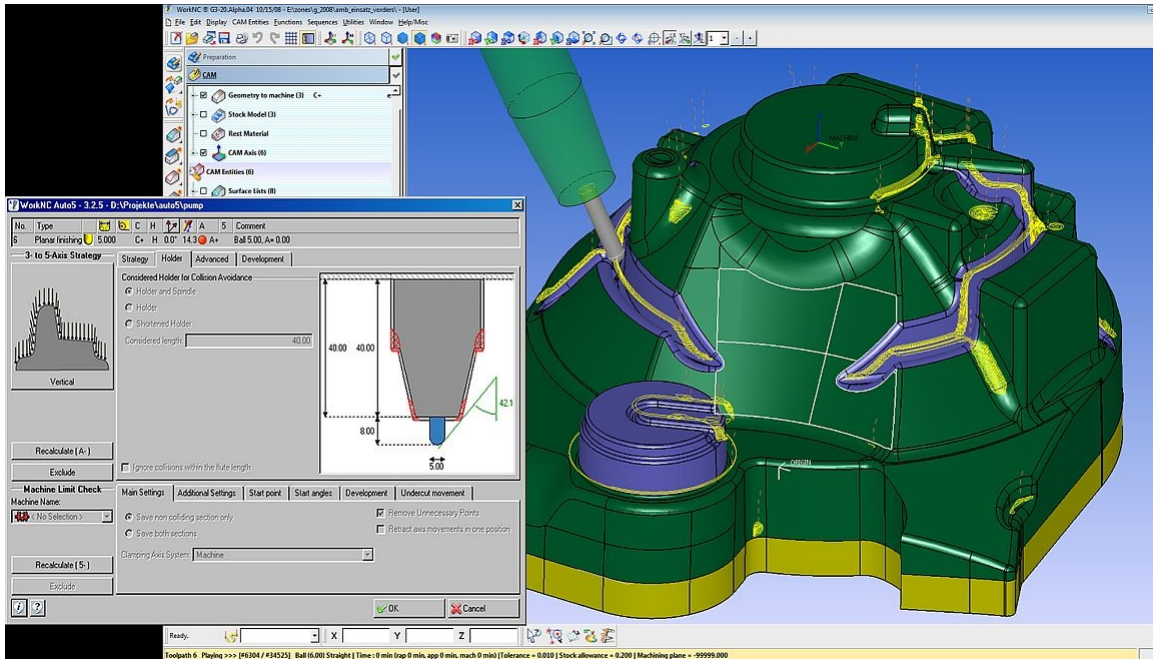 WorkNC ® G3-20.Alpha.04 10/15/08 - E:\zones\g_2008\amb_einsatz_vorders\ - [User]
File Edit Display CAM Entities Functions Sequences Utilities Window Help/Misc
1
Preparation
CAM
Geometry to machine (3) C+
Stock Model (3)
Rest Material
CAM Axis (6)
CAM Entities (6)
Surface Lists (8)
WorkNC Auto5 - 3.2.5 - D:\Projekte\auto5\pump
No. Type C H A 5 Comment
6 Planar finishing 5.000 C+ H 0.0° 14.3 A+ Ball 5.00, A= 0.00
3- to 5-Axis Strategy
Vertical
Recalculate ( A- )
Exclude
Machine Limit Check
Machine Name:
< No Selection >
Recalculate ( 5- )
Exclude
Strategy Holder Advanced Development
Considered Holder for Collision Avoidance
Holder and Spindle
Holder
Shortened Holder
Considered length: 40.00
Ignore collisions within the flute length
40.00 40.00
42.1
8.00
5.00
Main Settings Additional Settings Start point Start angles Development Undercut movement
Save non colliding section only
Save both sections
Remove Unnecessary Points
Retract axis movements in one position
Clamping Axis System: Machine
OK Cancel
MACHINE
Y
ORIGIN
Ready.
X Y Z
Toolpath 6 Playing >>> [#6304 / #34525] Ball (6.00) Straight | Time : 0 min (rap 0 min, app 0 min, mach 0 min) |Tolerance = 0.010 | Stock allowance = 0.200 | Machining plane = -99999.000